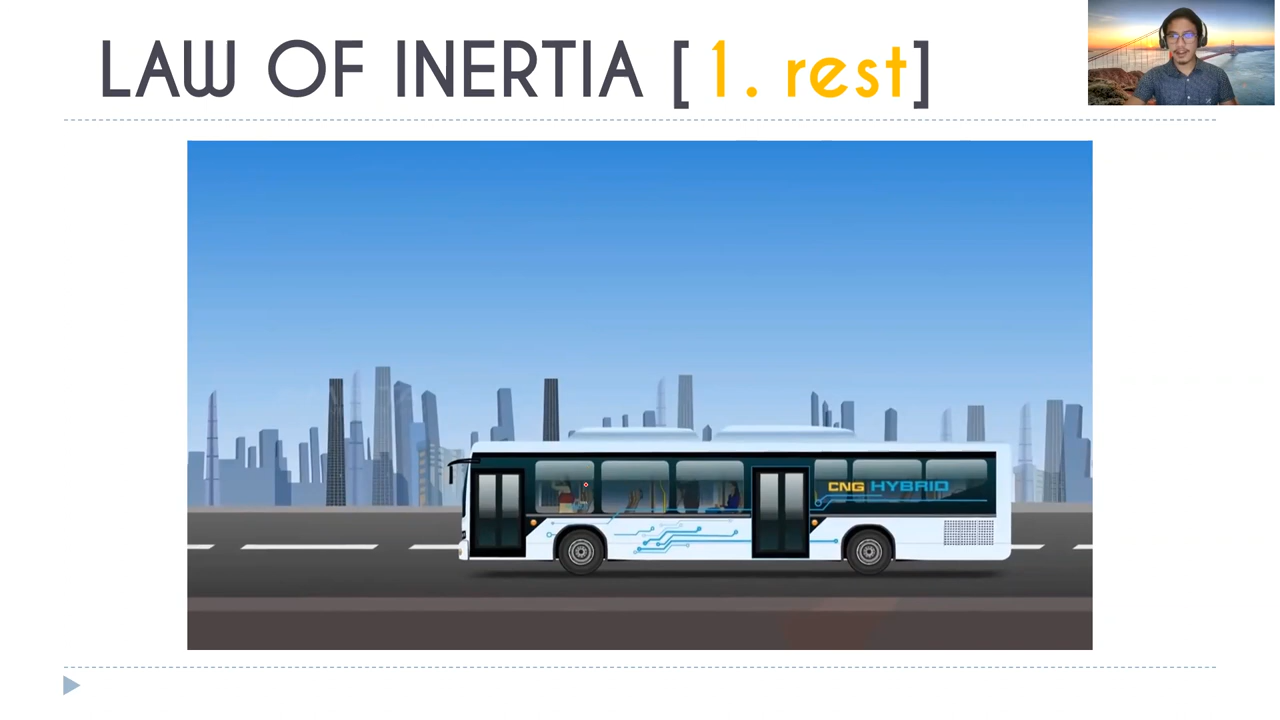 LAW OF INERTIA [1. rest]
CNG HYBRID